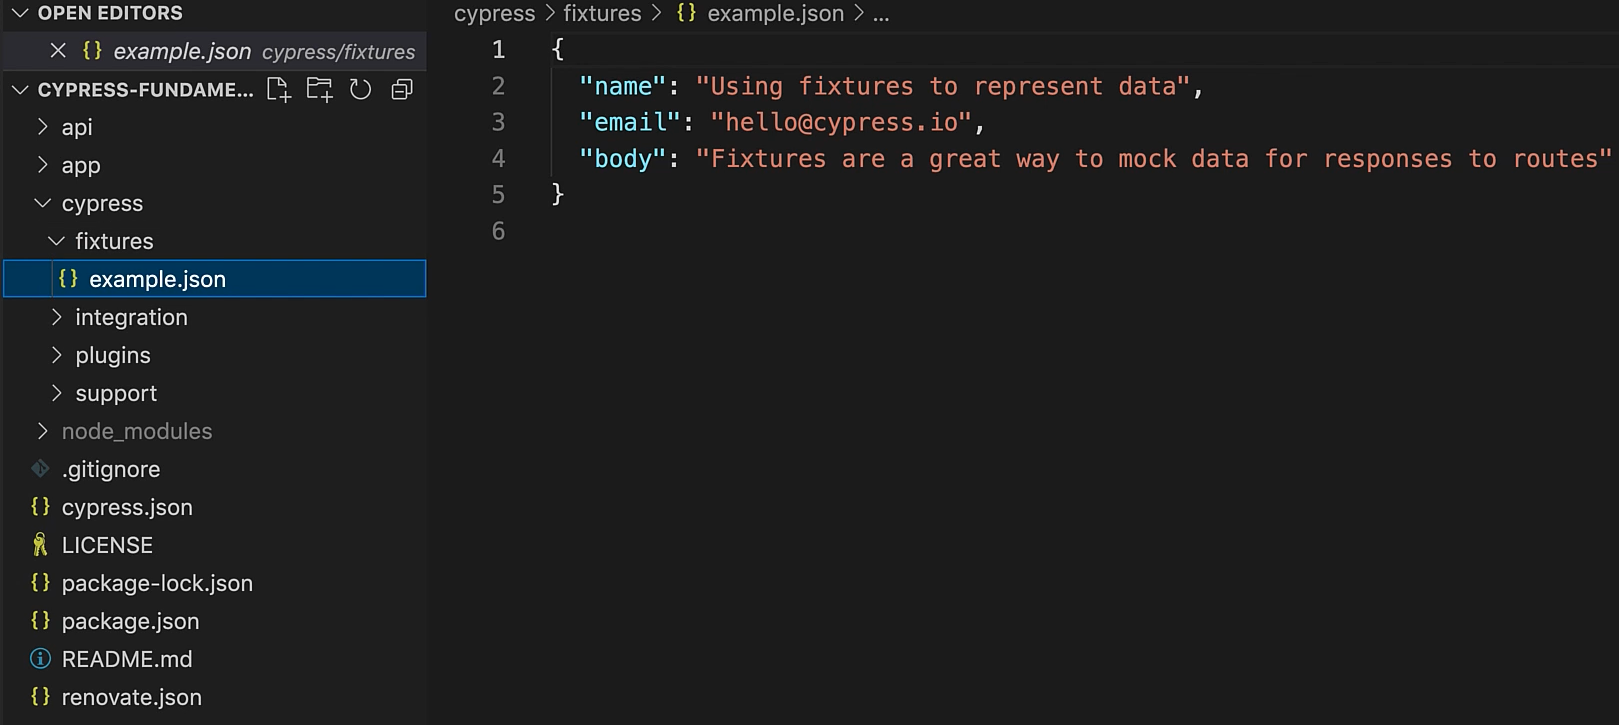 OPEN EDITORS
example.json cypress/fixtures
CYPRESS-FUNDAME...
api
app
cypress
fixtures
{} example.json
integration
plugins
support
node_modules
.gitignore
{} cypress.json
LICENSE
{} package-lock.json
{} package.json
README.md
{} renovate.json
cypress > fixtures > {} example.json > ...
1 {
2 "name": "Using fixtures to represent data",
3 "email": "hello@cypress.io",
4 "body": "Fixtures are a great way to mock data for responses to routes"
5 }
6